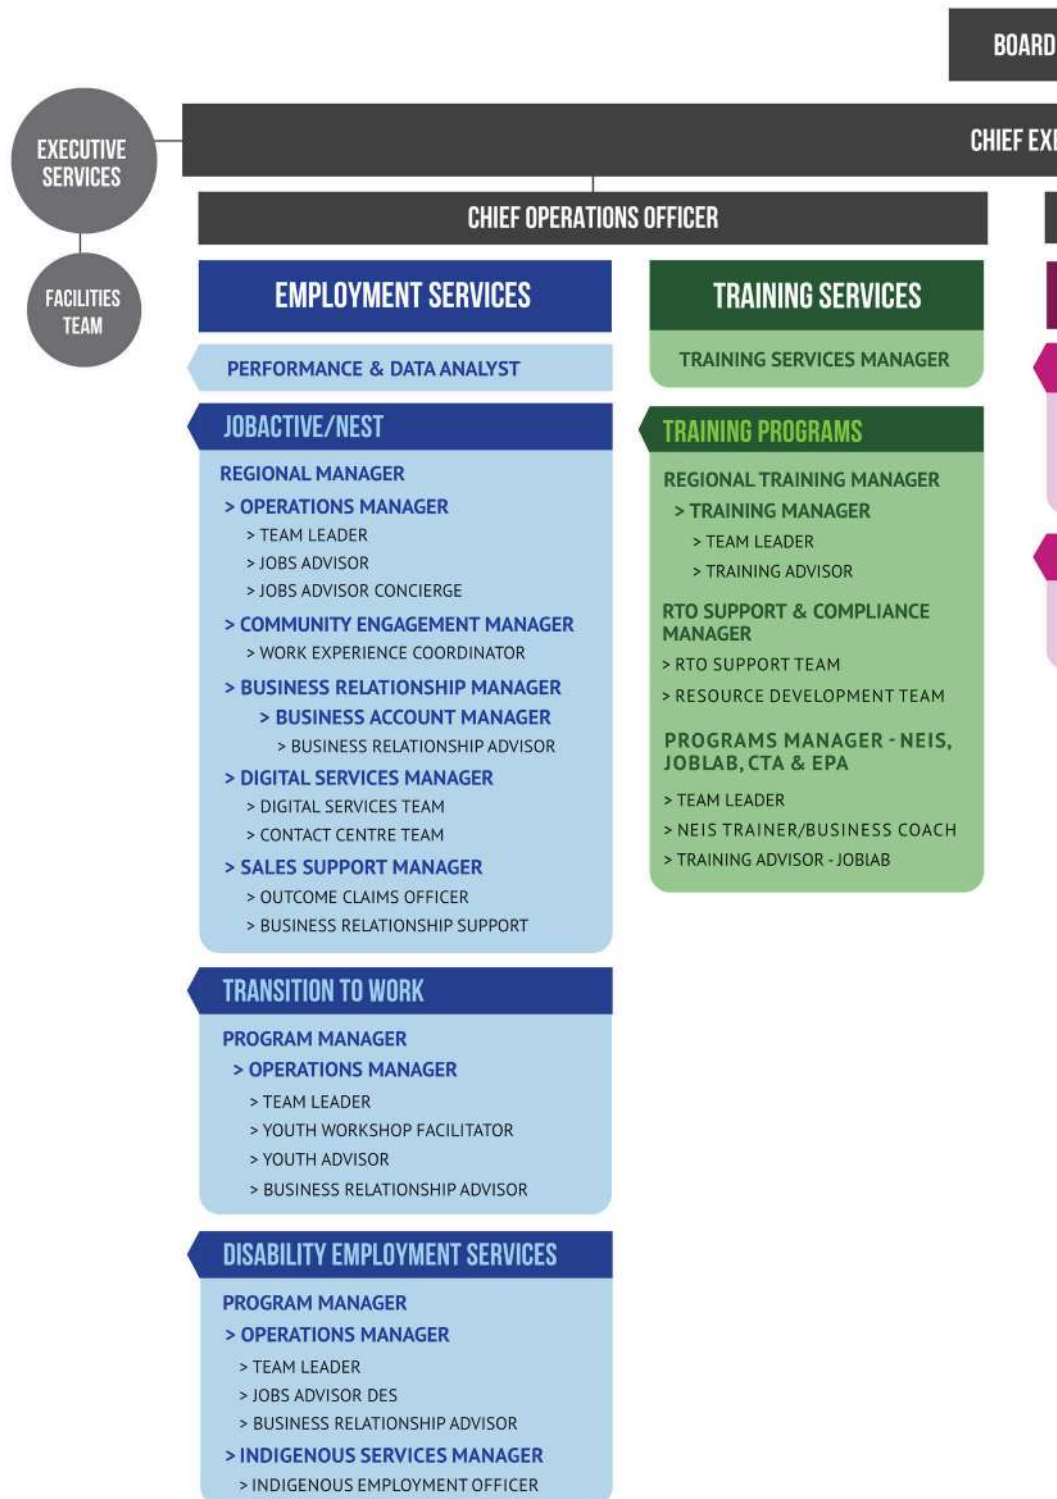 BOARD
CHIEF
EXECUTIVE
SERVICES
FACILITIES
TEAM
CHIEF OPERATIONS OFFICER
EMPLOYMENT SERVICES
PERFORMANCE & DATA ANALYST
JOBACTIVE/NEST
REGIONAL MANAGER
> OPERATIONS MANAGER
> TEAM LEADER
> JOBS ADVISOR
> JOBS ADVISOR CONCIERGE
> COMMUNITY ENGAGEMENT MANAGER
> WORK EXPERIENCE COORDINATOR
> BUSINESS RELATIONSHIP MANAGER
> BUSINESS ACCOUNT MANAGER
> BUSINESS RELATIONSHIP ADVISOR
> DIGITAL SERVICES MANAGER
> DIGITAL SERVICES TEAM
> CONTACT CENTRE TEAM
> SALES SUPPORT MANAGER
> OUTCOME CLAIMS OFFICER
> BUSINESS RELATIONSHIP SUPPORT
TRANSITION TO WORK
PROGRAM MANAGER
> OPERATIONS MANAGER
> TEAM LEADER
> YOUTH WORKSHOP FACILITATOR
> YOUTH ADVISOR
> BUSINESS RELATIONSHIP ADVISOR
DISABILITY EMPLOYMENT SERVICES
PROGRAM MANAGER
> OPERATIONS MANAGER
> TEAM LEADER
> JOBS ADVISOR DES
> BUSINESS RELATIONSHIP ADVISOR
> INDIGENOUS SERVICES MANAGER
> INDIGENOUS EMPLOYMENT OFFICER
TRAINING SERVICES
TRAINING SERVICES MANAGER
TRAINING PROGRAMS
REGIONAL TRAINING MANAGER
> TRAINING MANAGER
> TEAM LEADER
> TRAINING ADVISOR
RTO SUPPORT & COMPLIANCE
MANAGER
> RTO SUPPORT TEAM
> RESOURCE DEVELOPMENT TEAM
PROGRAMS MANAGER - NEIS,
JOBLAB, CTA & EPA
> TEAM LEADER
> NEIS TRAINER/BUSINESS COACH
> TRAINING ADVISOR - JOBLAB